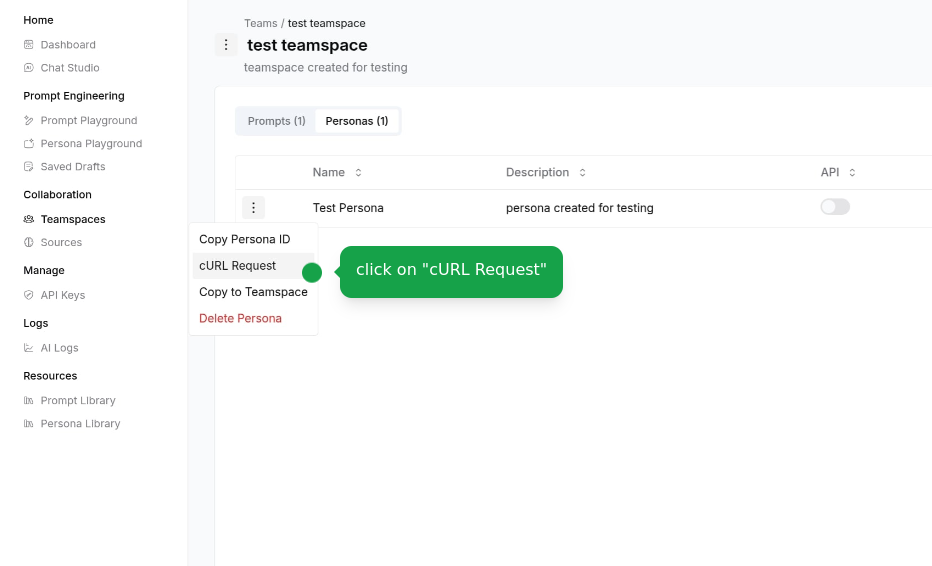 Home
Dashboard
Chat Studio
Prompt Engineering
Prompt Playground
Persona Playground
Saved Drafts
Collaboration
Teamspaces
Sources
Manage
API Keys
Logs
AI Logs
Resources
Prompt Library
Persona Library
Teams / test teamspace
test teamspace
teamspace created for testing
Prompts (1) Personas (1)
Name Description API
Test Persona persona created for testing
Copy Persona ID
cURL Request
Copy to Teamspace
Delete Persona
click on "cURL Request"